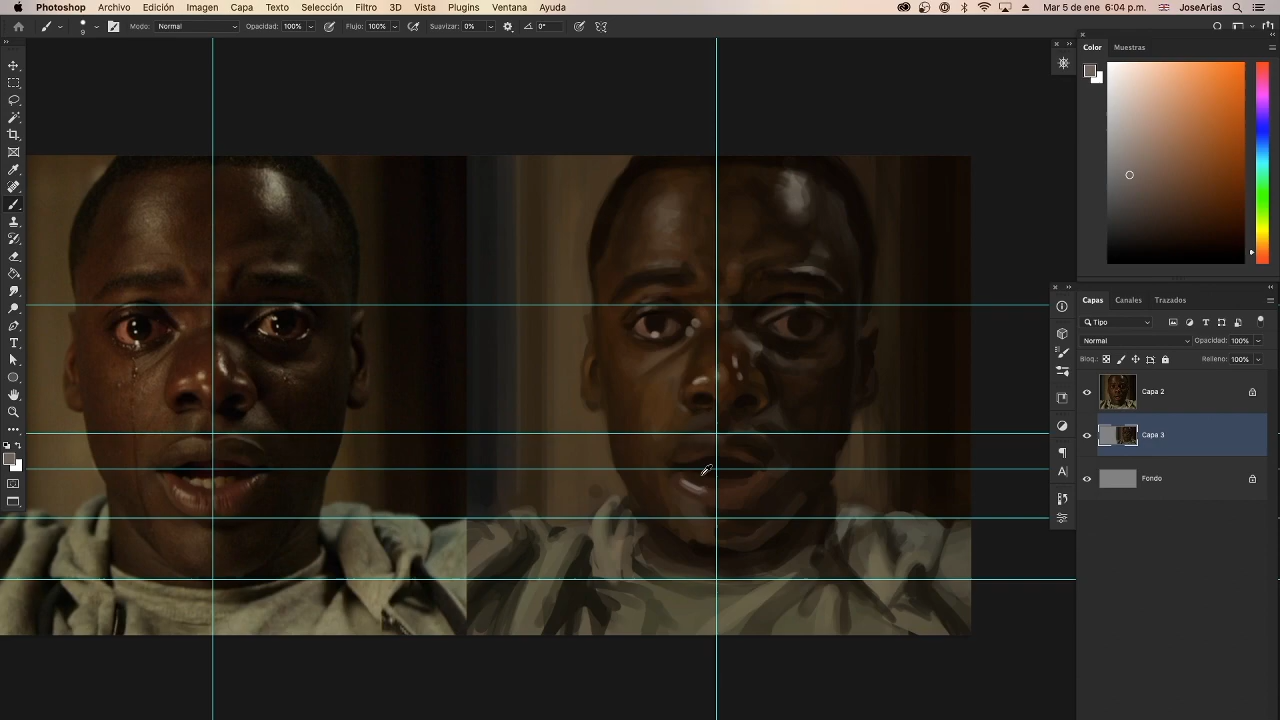 Photoshop Archivo Edición Imagen Capa Texto Selección Filtro 3D Vista Plugins Ventana Ayuda Mar 5 de ene 6:04 p.m. JoseArias
9 Modo: Normal Opacidad: 100% Flujo: 100% Suavizar: 0% 0°
Color Muestras
Capas Canales Trazados
Tipo
Normal Opacidad: 100%
Bloq.: Relleno: 100%
Capa 2
Capa 3
Fondo